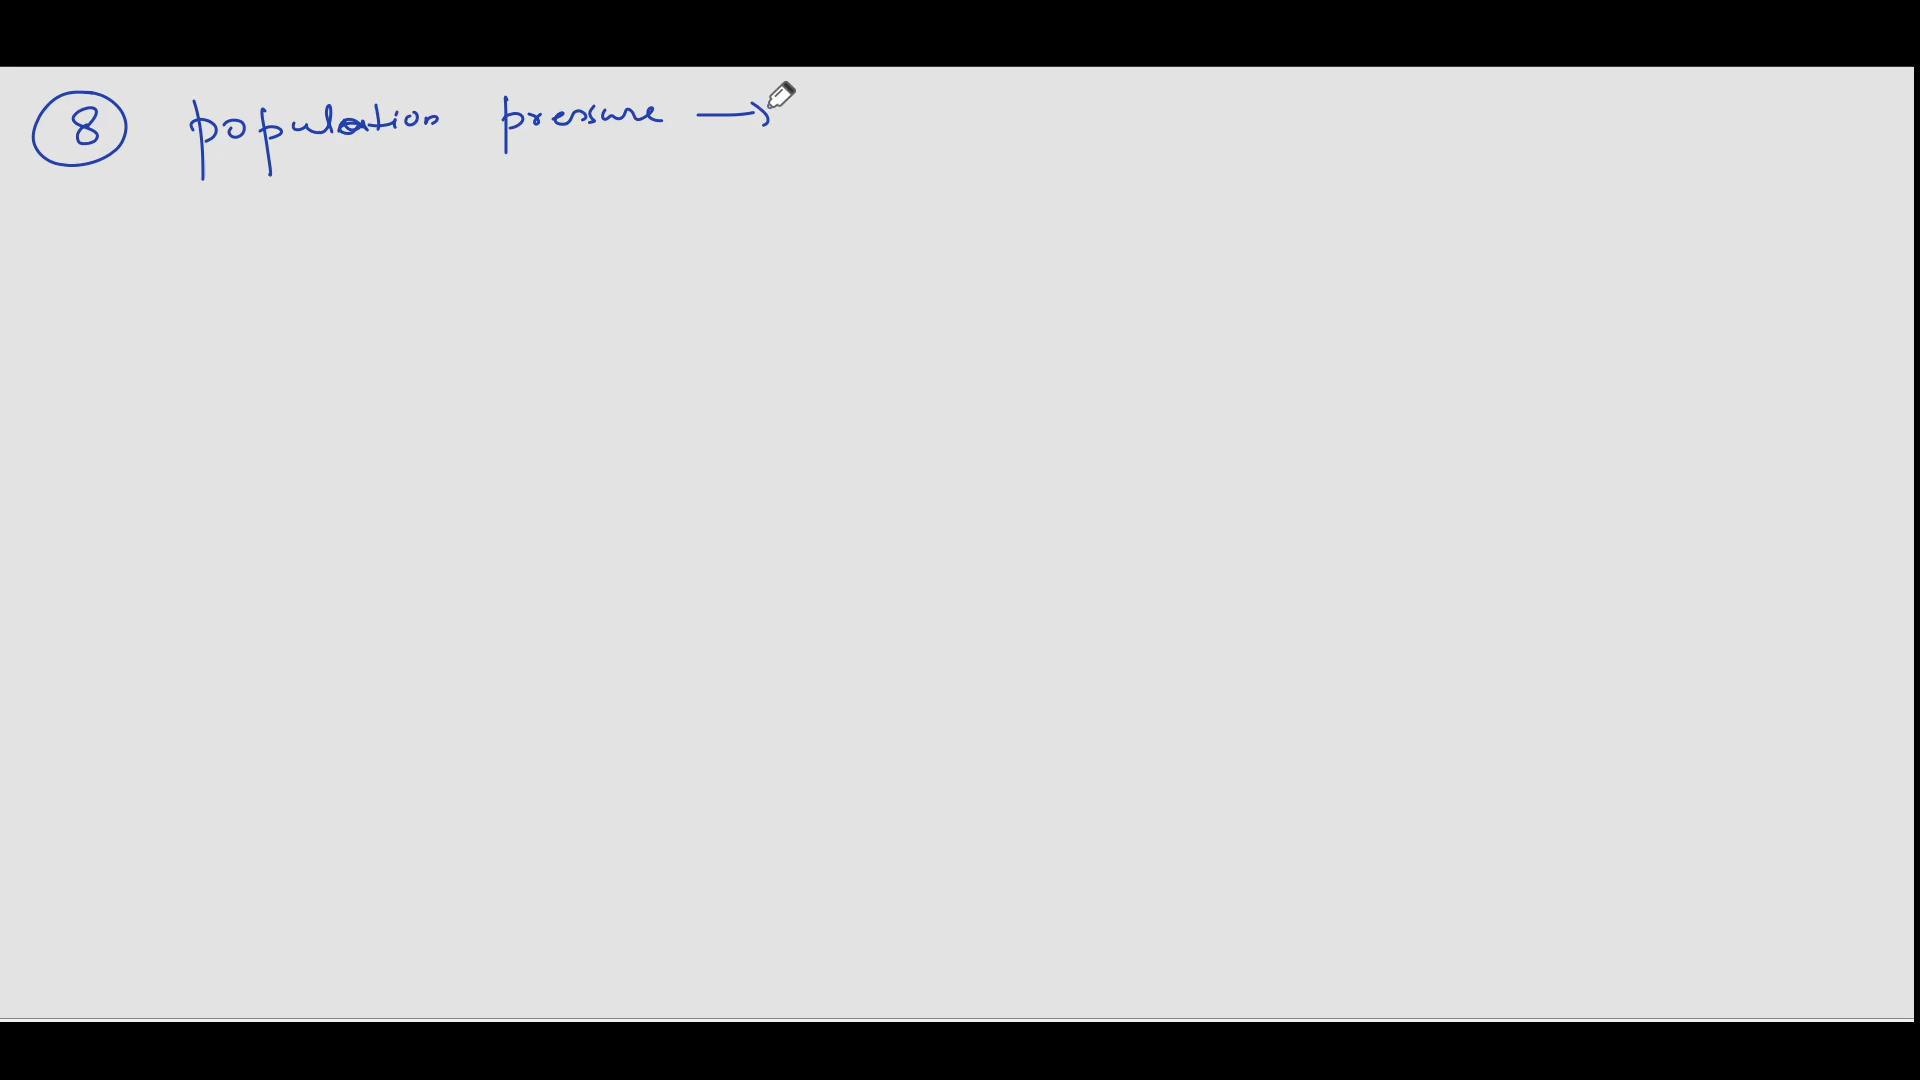 8 population pressure →